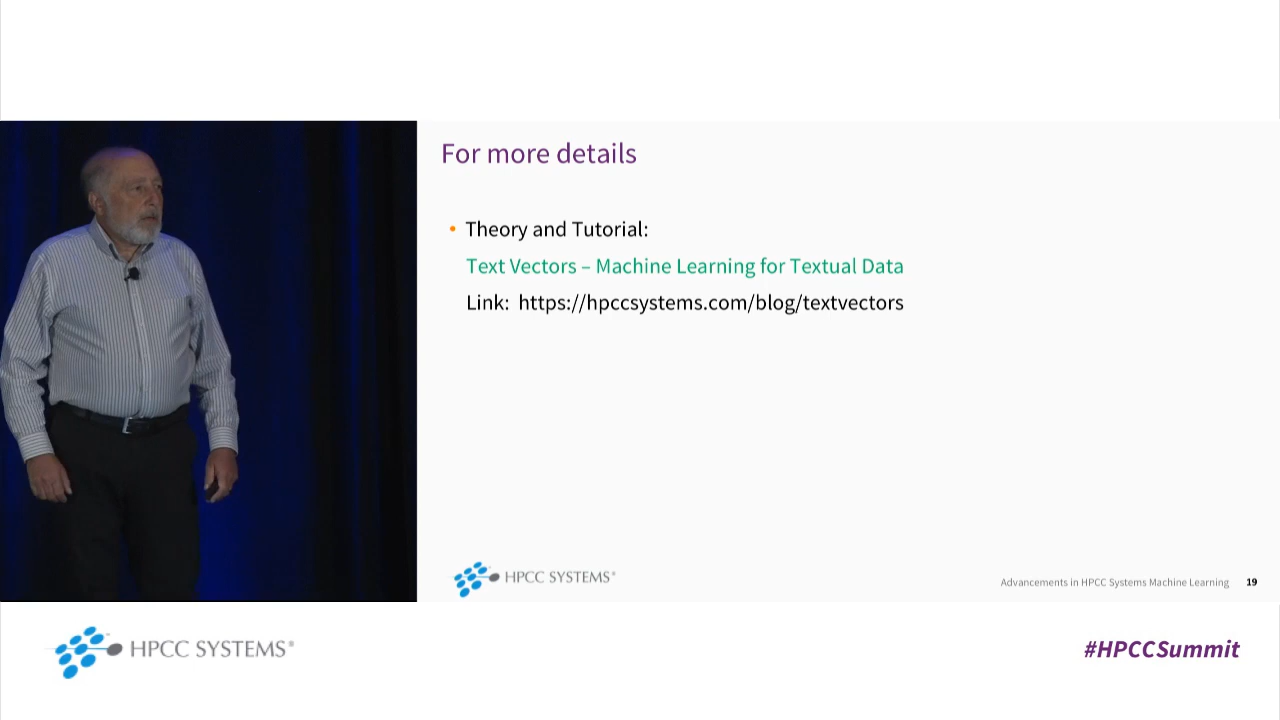 For more details
• Theory and Tutorial:
Text Vectors – Machine Learning for Textual Data
Link: https://hpccsystems.com/blog/textvectors
HPCC SYSTEMS®
Advancements in HPCC Systems Machine Learning 19
HPCC SYSTEMS®
#HPCCSummit